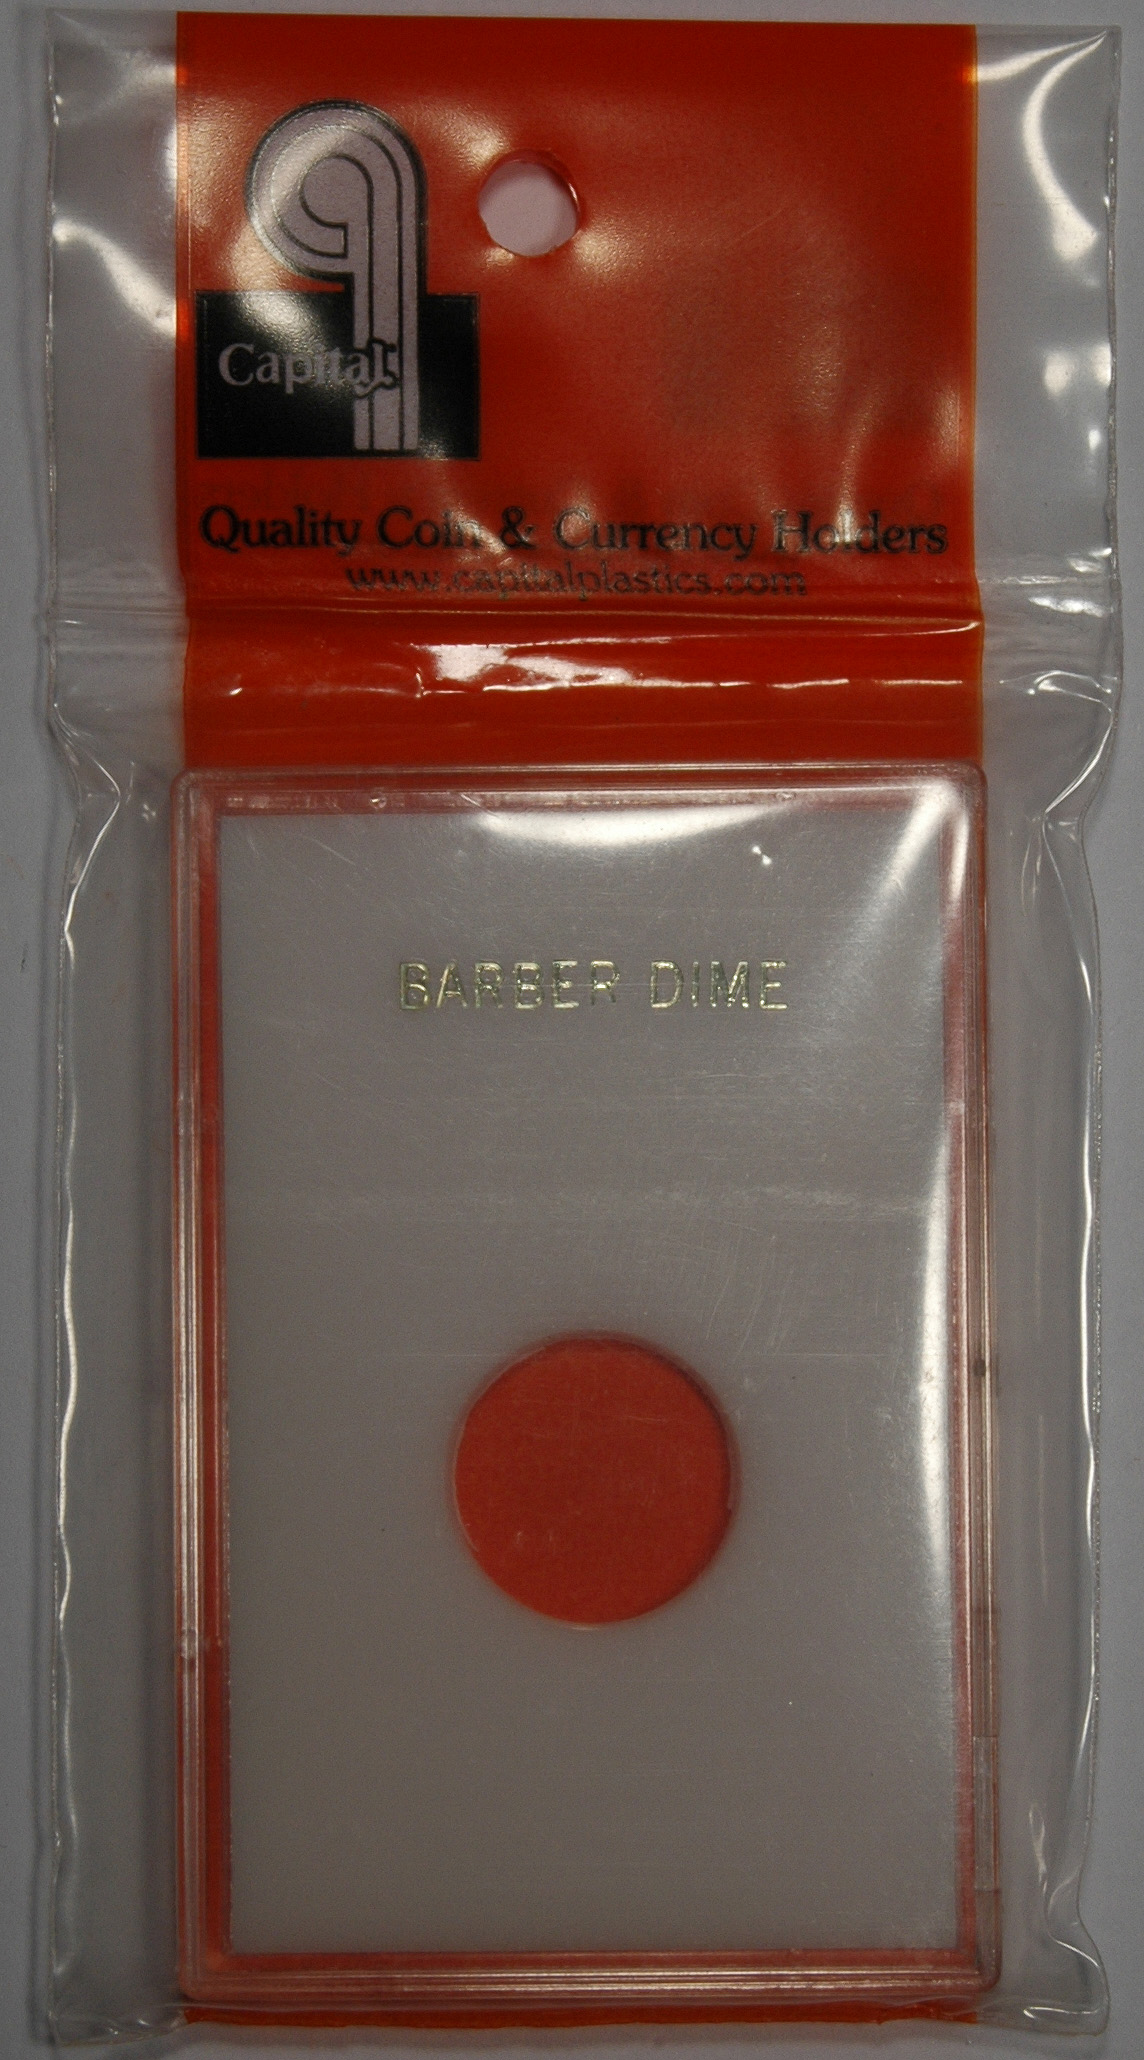 Capital
Quality Coin & Currency Holders
www.capitalplastics.com
BARBER DIME